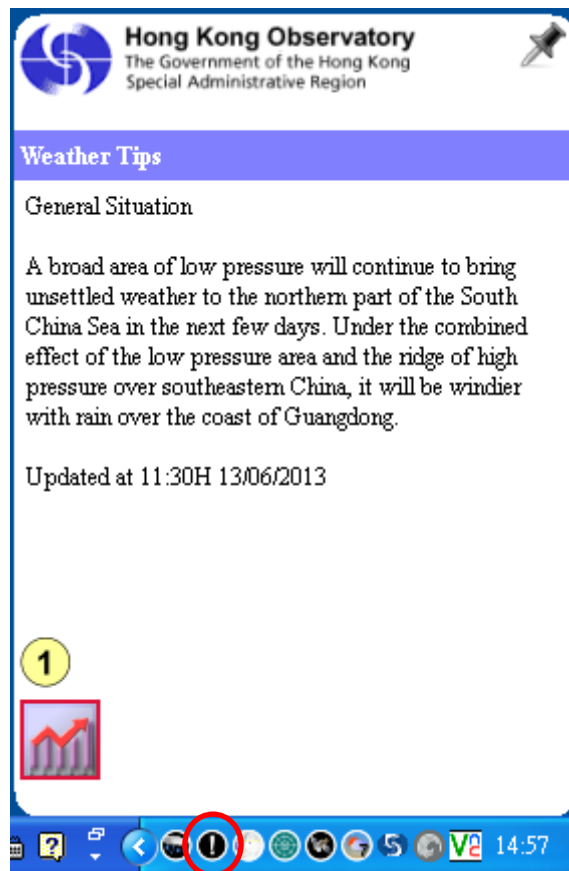 Hong Kong Observatory
The Government of the Hong Kong
Special Administrative Region
Weather Tips
General Situation
A broad area of low pressure will continue to bring
unsettled weather to the northern part of the South
China Sea in the next few days. Under the combined
effect of the low pressure area and the ridge of high
pressure over southeastern China, it will be windier
with rain over the coast of Guangdong.
Updated at 11:30H 13/06/2013
1
? ! V2 14:57